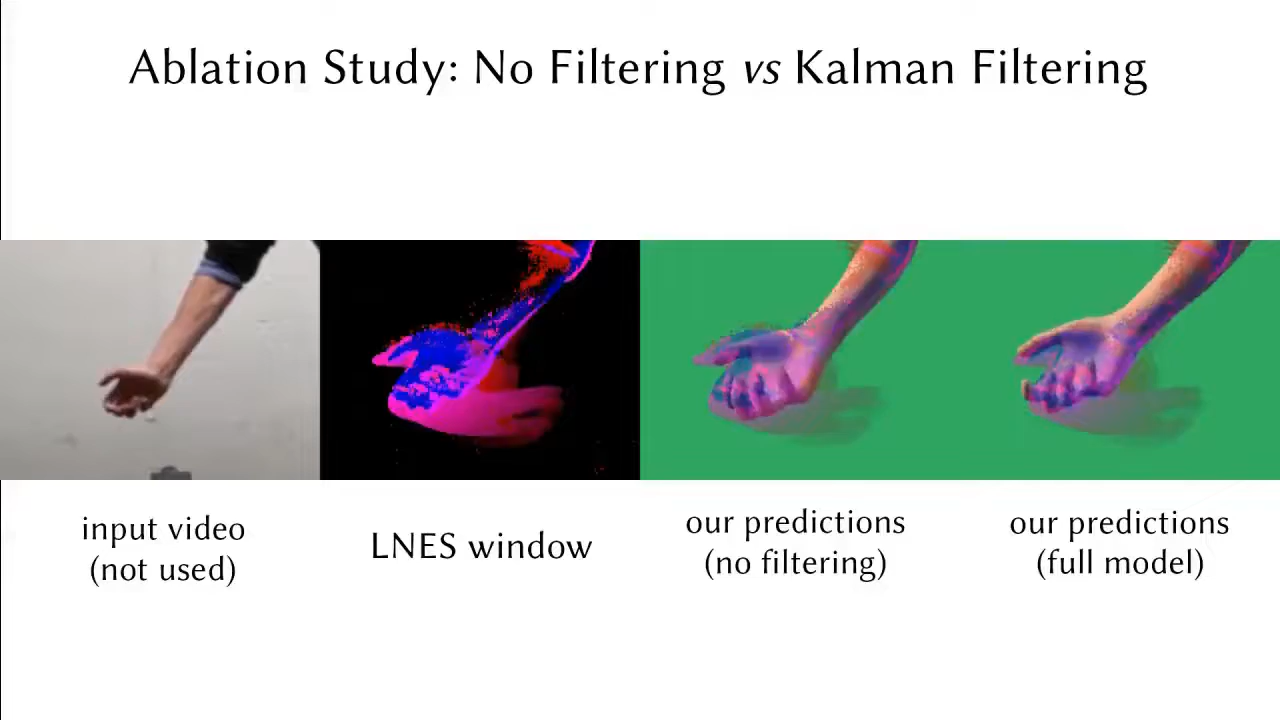 Ablation Study: No Filtering vs Kalman Filtering
input video
(not used)
LNES window
our predictions
(no filtering)
our predictions
(full model)